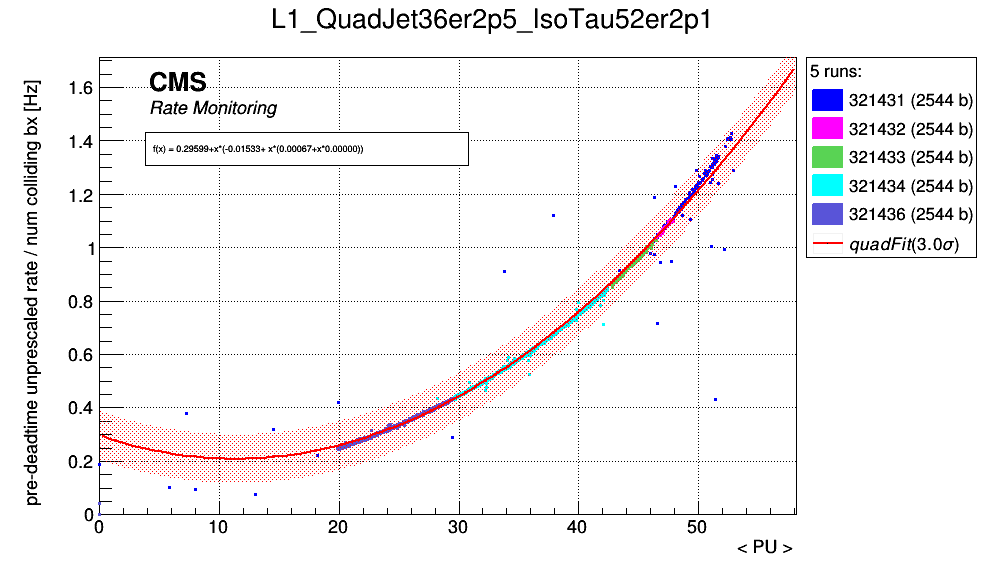 L1_QuadJet36er2p5_IsoTau52er2p1
pre-deadtime unprescaled rate / num colliding bx [Hz]
CMS
Rate Monitoring
f(x) = 0.29599+x*(-0.01533+ x*(0.00067+x*0.00000))
1.6
1.4
1.2
1
0.8
0.6
0.4
0.2
0
0 10 20 30 40 50
< PU >
5 runs:
321431 (2544 b)
321432 (2544 b)
321433 (2544 b)
321434 (2544 b)
321436 (2544 b)
quadFit(3.0σ)